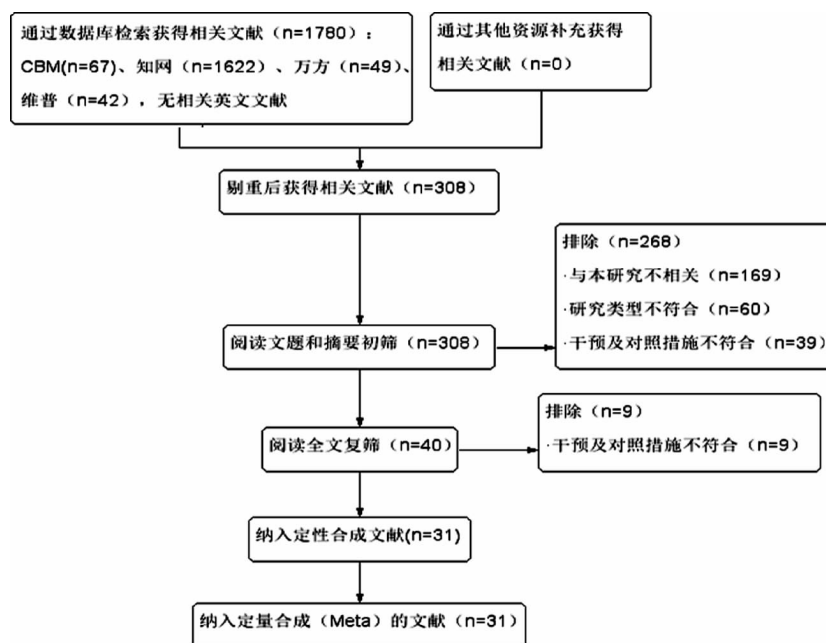 通过数据库检索获得相关文献（n=1780）：
CBM(n=67)、知网（n=1622）、万方（n=49）、
维普（n=42），无相关英文文献
通过其他资源补充获得
相关文献（n=0）
剔重后获得相关文献（n=308）
排除（n=268）
·与本研究不相关（n=169）
·研究类型不符合（n=60）
·干预及对照措施不符合（n=39）
阅读文题和摘要初筛（n=308）
排除（n=9）
·干预及对照措施不符合（n=9）
阅读全文复筛（n=40）
纳入定性合成文献(n=31)
纳入定量合成（Meta）的文献（n=31）